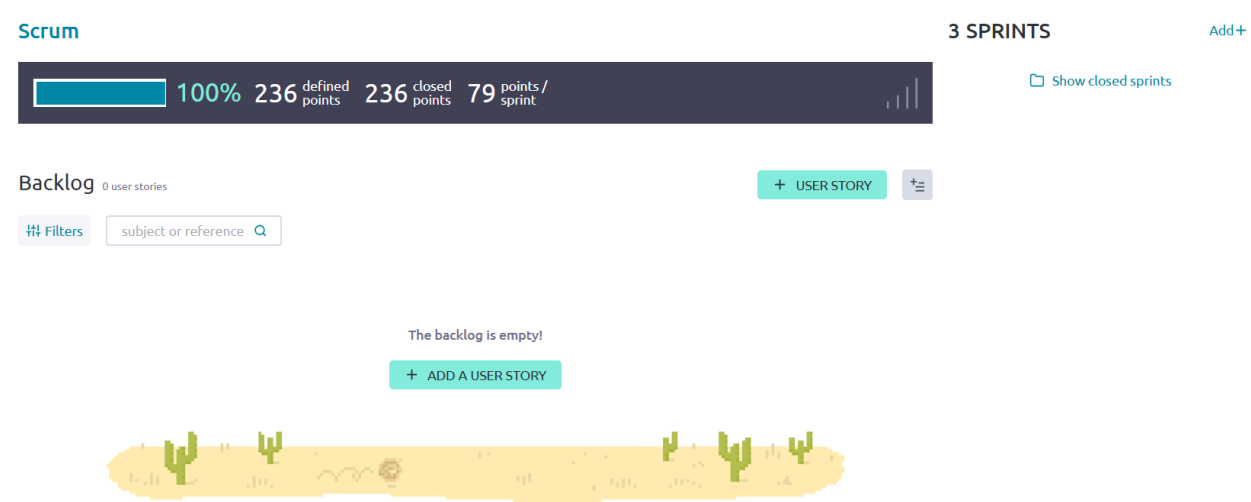 Scrum
100% 236 defined points 236 closed points 79 points / sprint
3 SPRINTS
Add+
Show closed sprints
Backlog 0 user stories
+ USER STORY
Filters
subject or reference
The backlog is empty!
+ ADD A USER STORY